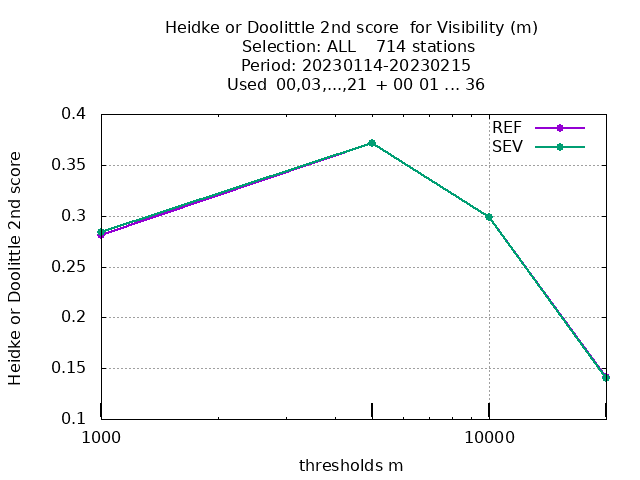 Heidke or Doolittle 2nd score  for Visibility (m)
Selection: ALL    714 stations
Period: 20230114-20230215
Used  00,03,...,21  + 00 01 ... 36
REF
SEV
0.4
0.35
0.3
0.25
0.2
0.15
0.1
Heidke or Doolittle 2nd score
1000
10000
thresholds m